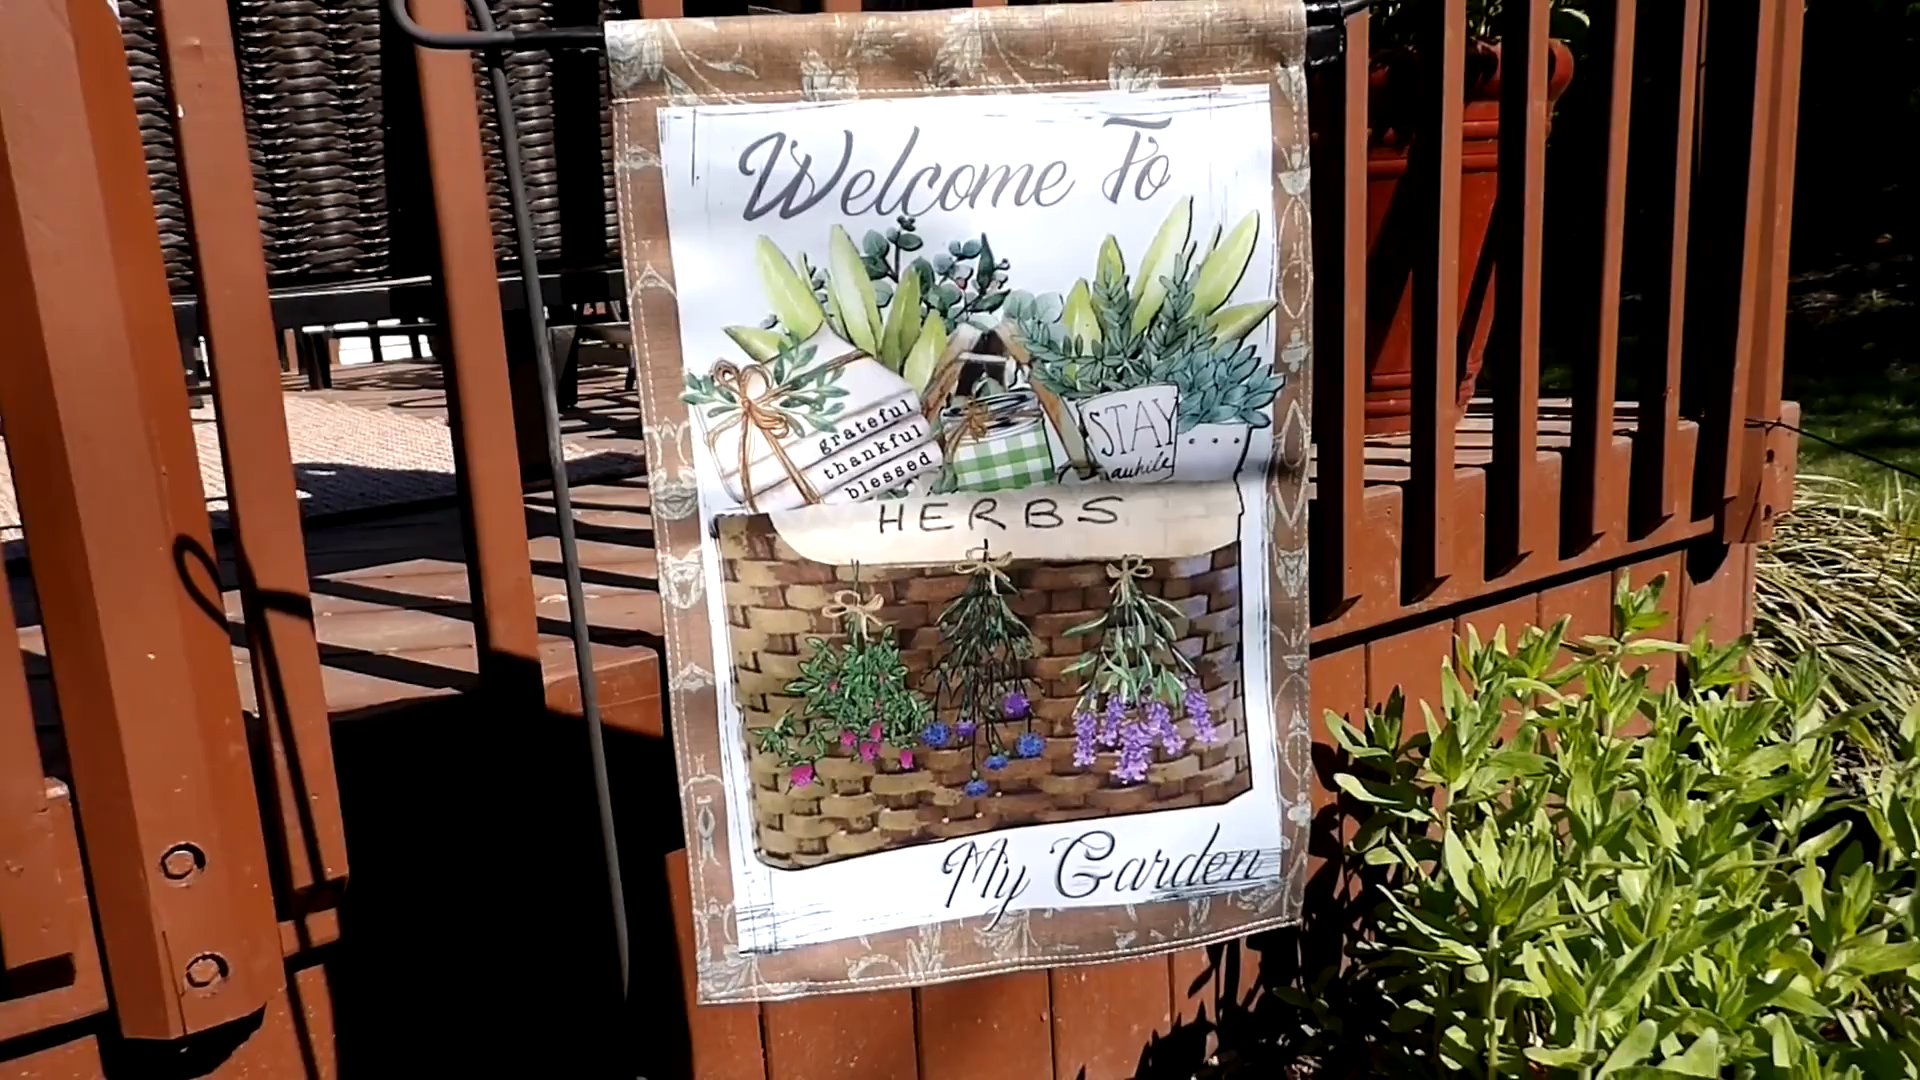 Welcome To
grateful
thankful
blessed
STAY
awhile
HERBS
My Garden